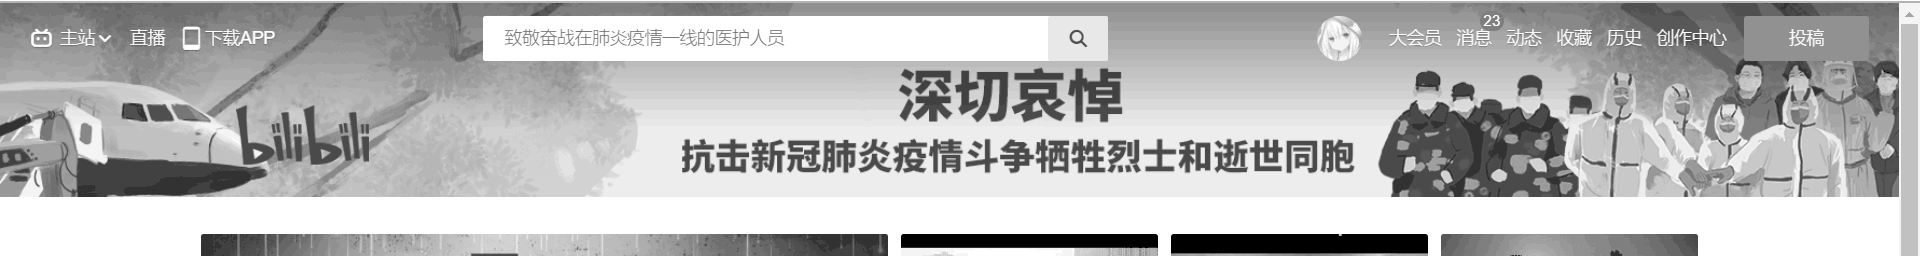 主站 直播 下载APP 致敬奋战在肺炎疫情一线的医护人员 大会员 消息 23 动态 收藏 历史 创作中心 投稿
bilibili
深切哀悼
抗击新冠肺炎疫情斗争牺牲烈士和逝世同胞